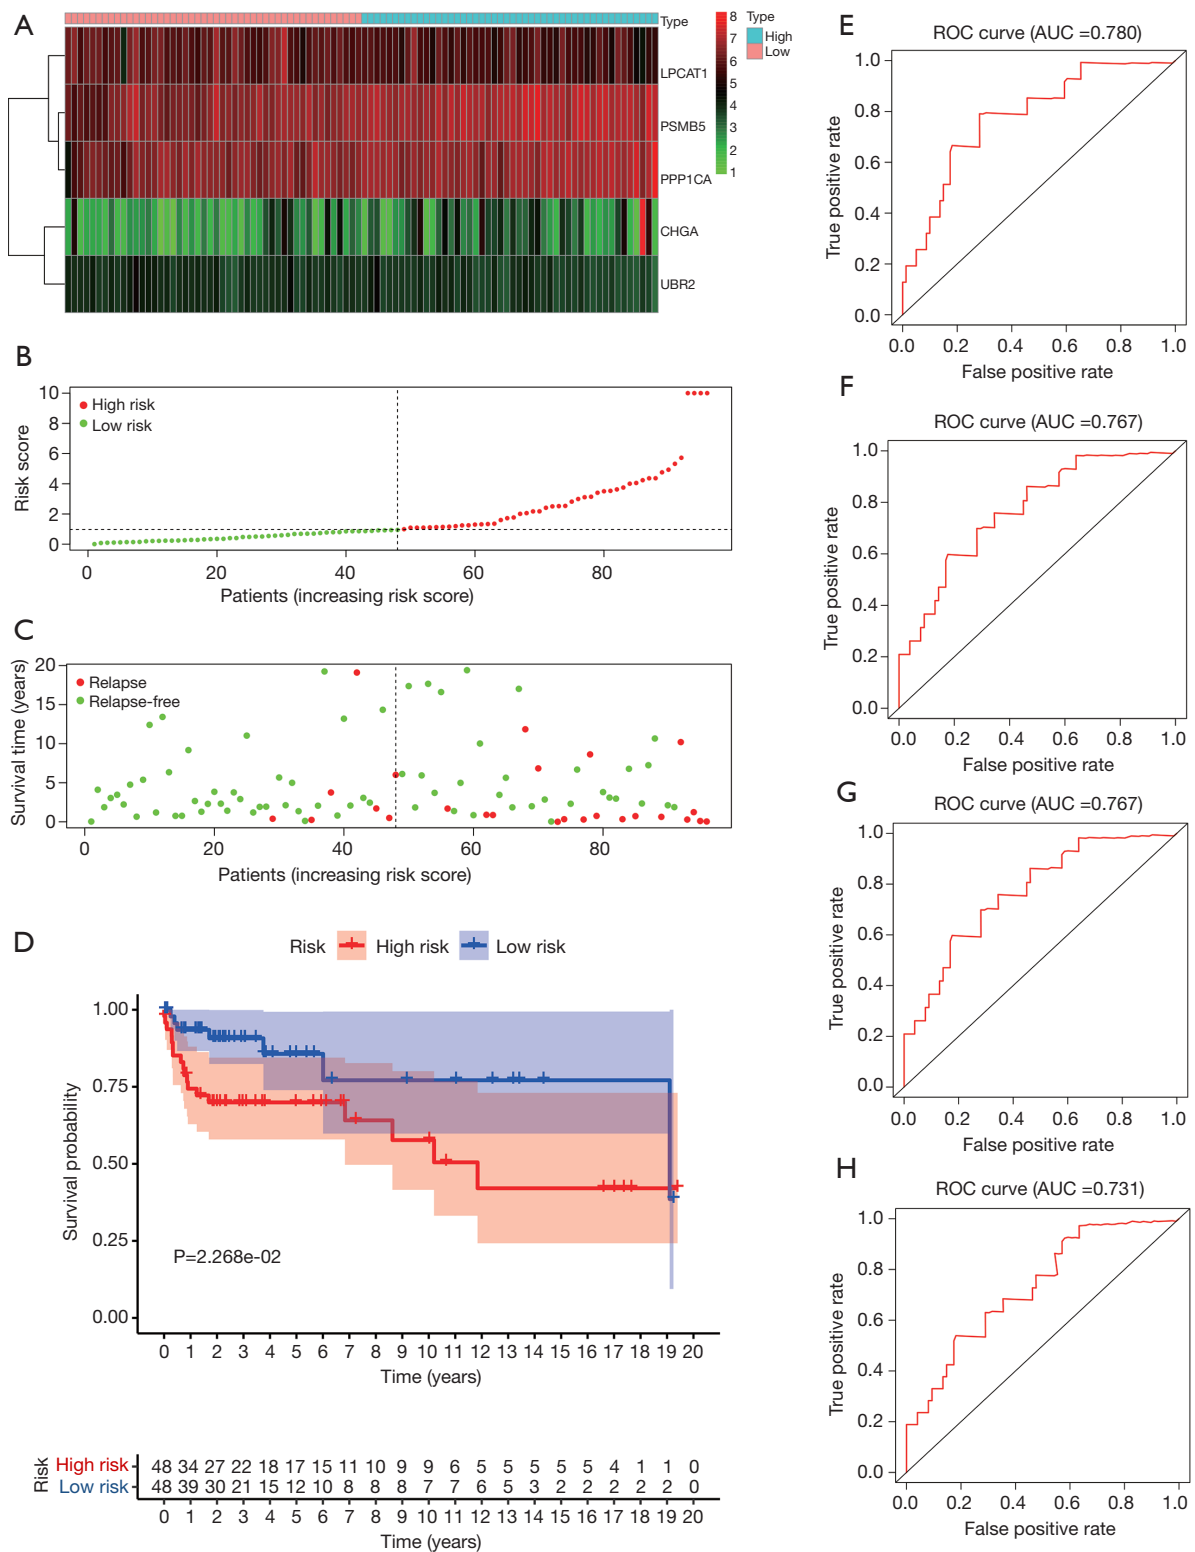 A
Type
LPCAT1
PSMB5
PPP1CA
CHGA
UBR2
8
7
6
5
4
3
2
1
Type
High
Low
B
High risk
Low risk
Risk score
10
8
6
4
2
0
0 20 40 60 80
Patients (increasing risk score)
C
Relapse
Relapse-free
Survival time (years)
20
15
10
5
0
0 20 40 60 80
Patients (increasing risk score)
D
Risk High risk Low risk
Survival probability
1.00
0.75
0.50
0.25
0.00
P=2.268e-02
0 1 2 3 4 5 6 7 8 9 10 11 12 13 14 15 16 17 18 19 20
Time (years)
Risk
High risk 48 34 27 22 18 17 15 11 10 9 9 6 5 5 5 5 5 4 1 1 0
Low risk 48 39 30 21 15 12 10 8 8 8 7 7 6 5 3 2 2 2 2 2 0
0 1 2 3 4 5 6 7 8 9 10 11 12 13 14 15 16 17 18 19 20
Time (years)
E
ROC curve (AUC =0.780)
True positive rate
1.0
0.8
0.6
0.4
0.2
0.0
0.0 0.2 0.4 0.6 0.8 1.0
False positive rate
F
ROC curve (AUC =0.767)
True positive rate
1.0
0.8
0.6
0.4
0.2
0.0
0.0 0.2 0.4 0.6 0.8 1.0
False positive rate
G
ROC curve (AUC =0.767)
True positive rate
1.0
0.8
0.6
0.4
0.2
0.0
0.0 0.2 0.4 0.6 0.8 1.0
False positive rate
H
ROC curve (AUC =0.731)
True positive rate
1.0
0.8
0.6
0.4
0.2
0.0
0.0 0.2 0.4 0.6 0.8 1.0
False positive rate